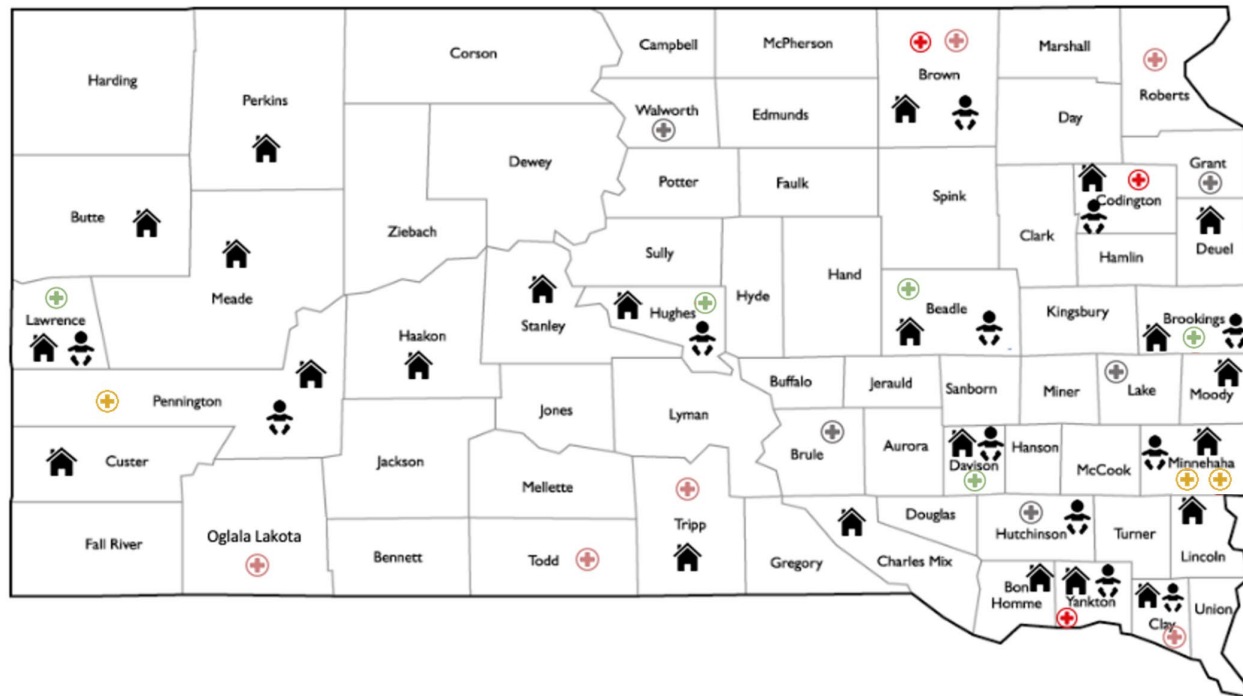 Harding
Perkins
Corson
Campbell
McPherson
Brown
Marshall
Roberts
Walworth
Edmunds
Day
Grant
Dewey
Potter
Faulk
Spink
Codington
Butte
Ziebach
Clark
Deuel
Sully
Hamlin
Meade
Hyde
Hand
Lawrence
Haakon
Stanley
Hughes
Beadle
Kingsbury
Brookings
Pennington
Buffalo
Jerauld
Sanborn
Miner
Lake
Moody
Jones
Lyman
Custer
Jackson
Brule
Aurora
Davison
Hanson
McCook
Minnehaha
Mellette
Fall River
Oglala Lakota
Bennett
Todd
Tripp
Gregory
Douglas
Charles Mix
Hutchinson
Turner
Lincoln
Bon
Homme
Yankton
Clay
Union